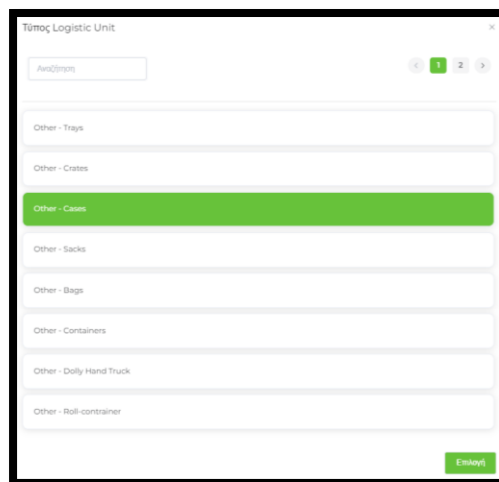 Τύπος Logistic Unit
×
Αναζήτηση
< 1 2 >
Other - Trays
Other - Crates
Other - Cases
Other - Sacks
Other - Bags
Other - Containers
Other - Dolly Hand Truck
Other - Roll-contrainer
Επιλογή